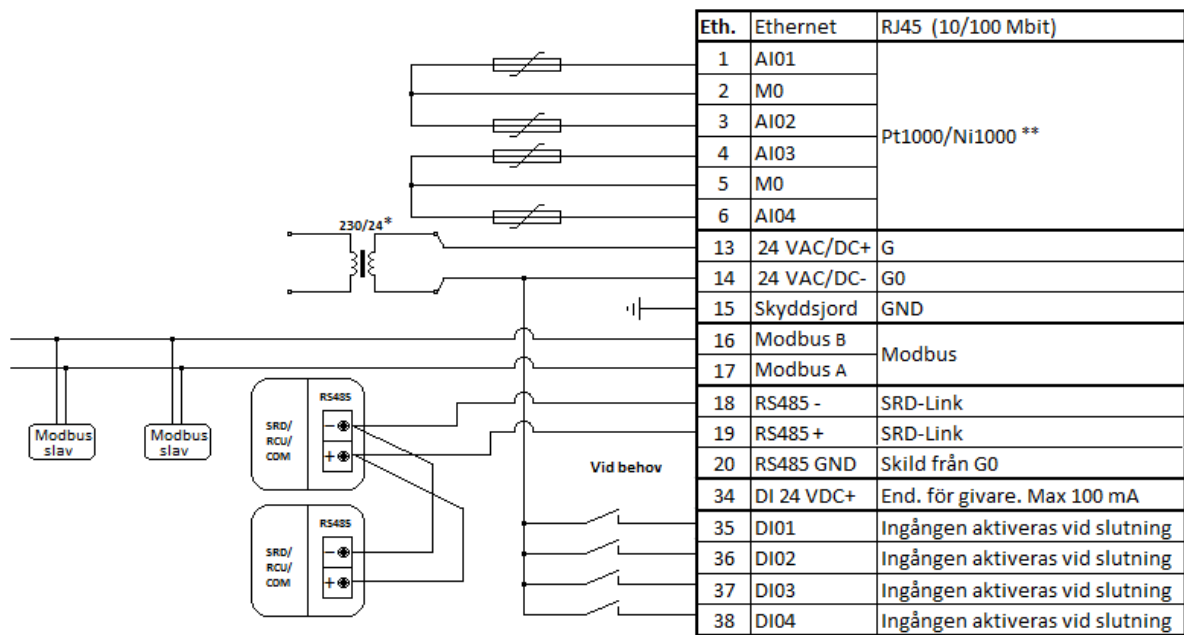 Eth. Ethernet RJ45 (10/100 Mbit)
1 AI01
2 M0
3 AI02
Pt1000/Ni1000 **
4 AI03
5 M0
6 AI04
230/24*
13 24 VAC/DC+ G
14 24 VAC/DC- G0
15 Skyddsjord GND
16 Modbus B
Modbus
17 Modbus A
18 RS485 - SRD-Link
19 RS485 + SRD-Link
20 RS485 GND Skild från G0
34 DI 24 VDC+ End. för givare. Max 100 mA
35 DI01 Ingången aktiveras vid slutning
36 DI02 Ingången aktiveras vid slutning
37 DI03 Ingången aktiveras vid slutning
38 DI04 Ingången aktiveras vid slutning
Modbus
slav
Modbus
slav
RS485
SRD/
RCU/
COM
−
+
Vid behov
RS485
SRD/
RCU/
COM
−
+